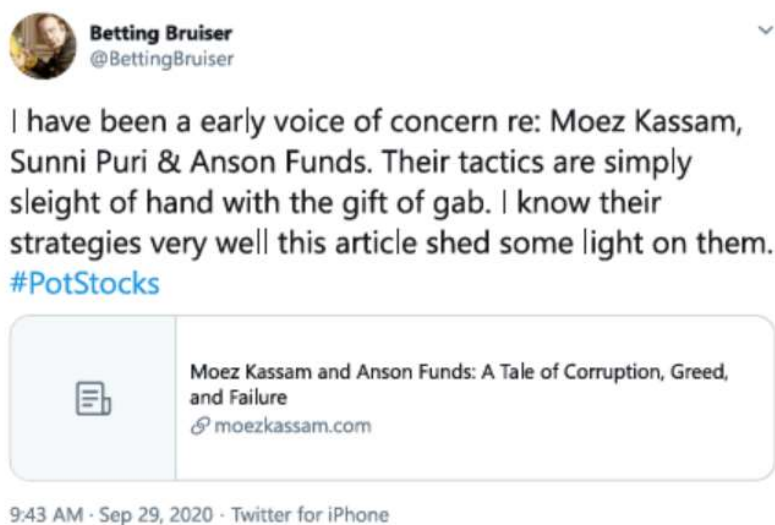 Betting Bruiser
@BettingBruiser
I have been a early voice of concern re: Moez Kassam,
Sunni Puri & Anson Funds. Their tactics are simply
sleight of hand with the gift of gab. I know their
strategies very well this article shed some light on them.
#PotStocks
Moez Kassam and Anson Funds: A Tale of Corruption, Greed,
and Failure
moezkassam.com
9:43 AM · Sep 29, 2020 · Twitter for iPhone